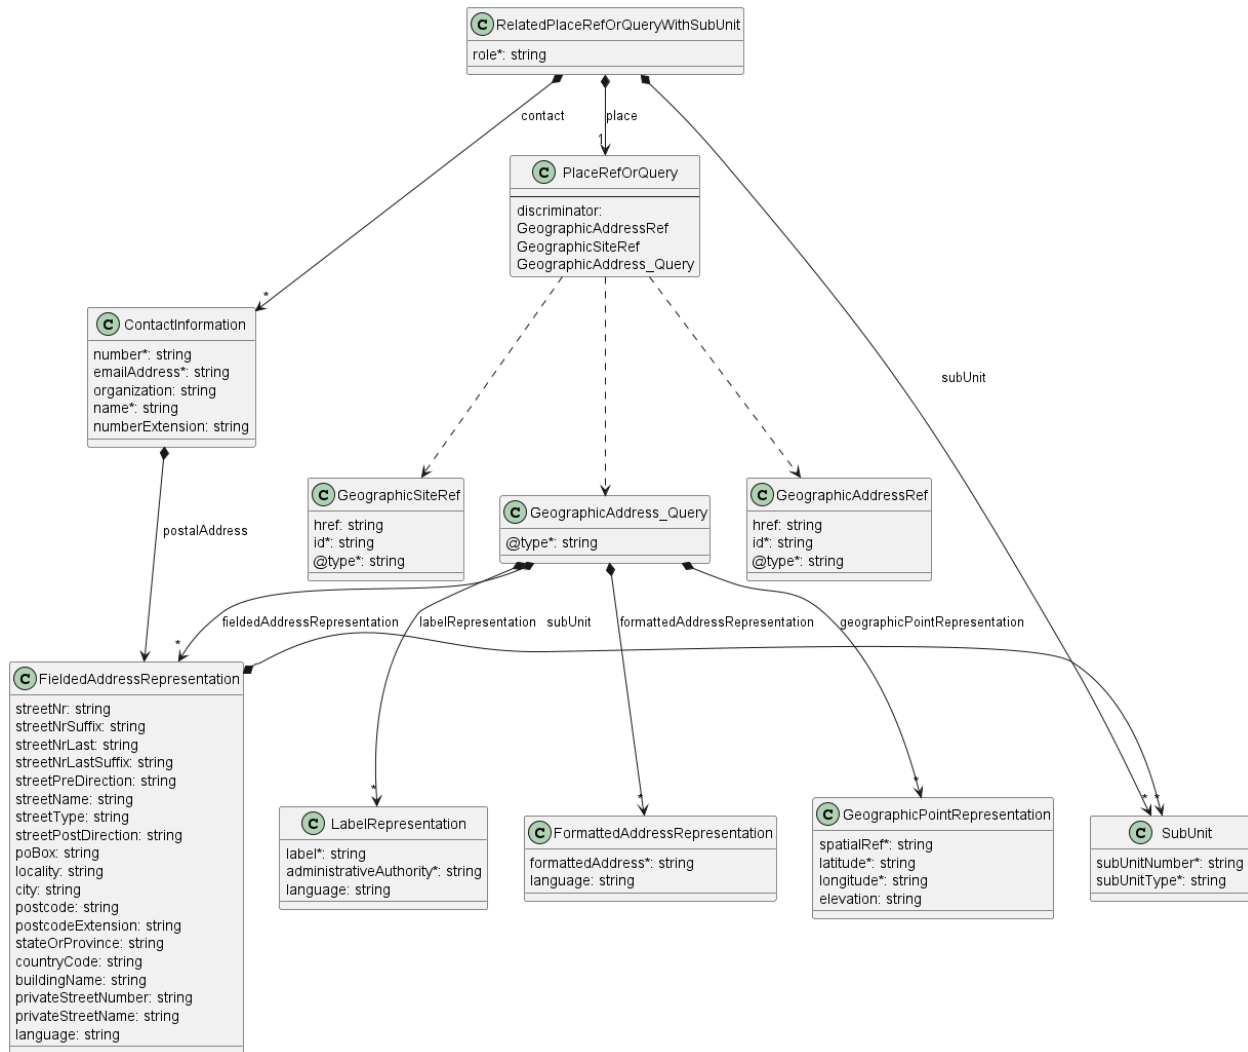 C RelatedPlaceRefOrQueryWithSubUnit
role*: string
contact
place
1
C PlaceRefOrQuery
discriminator:
GeographicAddressRef
GeographicSiteRef
GeographicAddress_Query
subUnit
*
C ContactInformation
number*: string
emailAddress*: string
organization: string
name*: string
numberExtension: string
postalAddress
C GeographicSiteRef
href: string
id*: string
@type*: string
C GeographicAddress_Query
@type*: string
C GeographicAddressRef
href: string
id*: string
@type*: string
fieldedAddressRepresentation
labelRepresentation
subUnit
formattedAddressRepresentation
geographicPointRepresentation
*
C FieldedAddressRepresentation
streetNr: string
streetNrSuffix: string
streetNrLast: string
streetNrLastSuffix: string
streetPreDirection: string
streetName: string
streetType: string
streetPostDirection: string
poBox: string
locality: string
city: string
postcode: string
postcodeExtension: string
stateOrProvince: string
countryCode: string
buildingName: string
privateStreetNumber: string
privateStreetName: string
language: string
*
C LabelRepresentation
label*: string
administrativeAuthority*: string
language: string
*
C FormattedAddressRepresentation
formattedAddress*: string
language: string
*
C GeographicPointRepresentation
spatialRef*: string
latitude*: string
longitude*: string
elevation: string
* *
C SubUnit
subUnitNumber*: string
subUnitType*: string